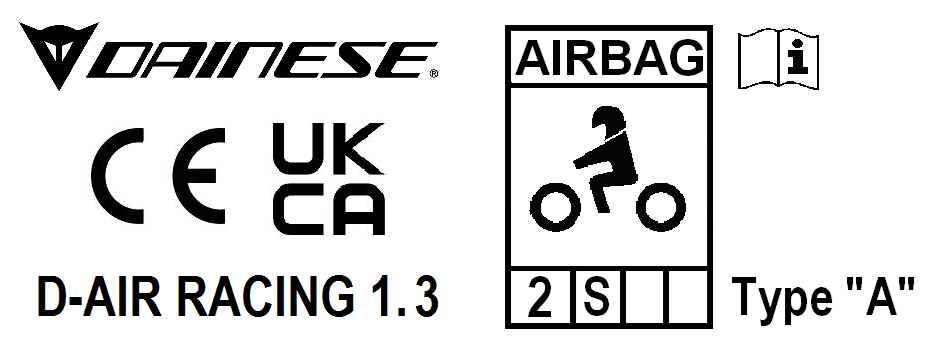 DAINESE®
CE
UK
CA
D-AIR RACING 1.3
AIRBAG
2 S
i
Type "A"